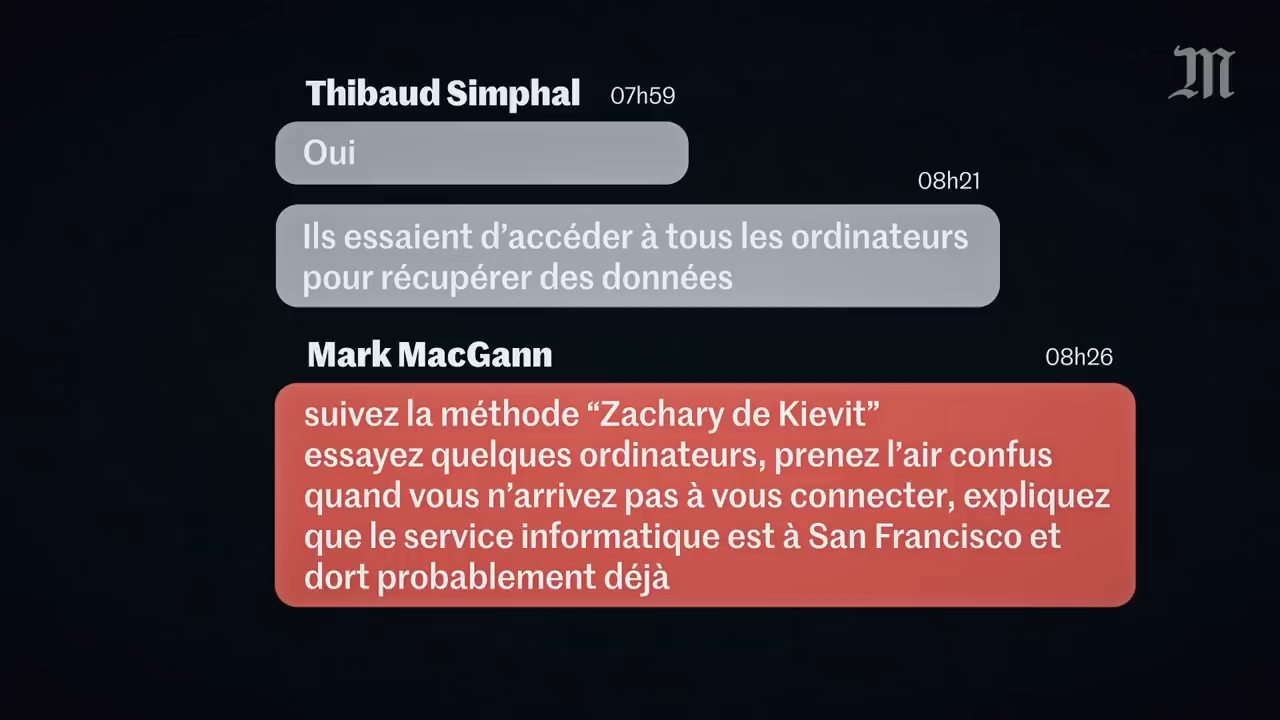 M
Thibaud Simphal 07h59
Oui
08h21
Ils essaient d’accéder à tous les ordinateurs
pour récupérer des données
Mark MacGann 08h26
suivez la méthode “Zachary de Kievit”
essayez quelques ordinateurs, prenez l’air confus
quand vous n’arrivez pas à vous connecter, expliquez
que le service informatique est à San Francisco et
dort probablement déjà